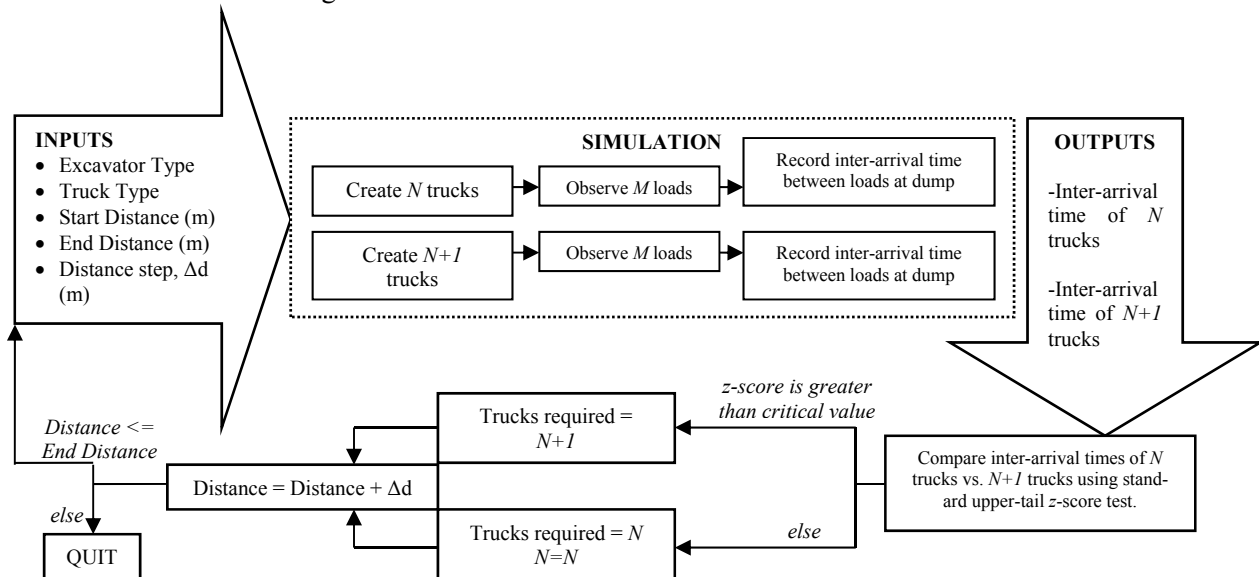 INPUTS
• Excavator Type
• Truck Type
• Start Distance (m)
• End Distance (m)
• Distance step, Δd
(m)
SIMULATION
Create N trucks
Observe M loads
Record inter-arrival time
between loads at dump
Create N+1
trucks
Observe M loads
Record inter-arrival time
between loads at dump
OUTPUTS
-Inter-arrival
time of N
trucks
-Inter-arrival
time of N+1
trucks
Compare inter-arrival times of N
trucks vs. N+1 trucks using stand-
ard upper-tail z-score test.
z-score is greater
than critical value
else
Trucks required =
N+1
Trucks required = N
N=N
Distance = Distance + Δd
Distance <=
End Distance
else
QUIT